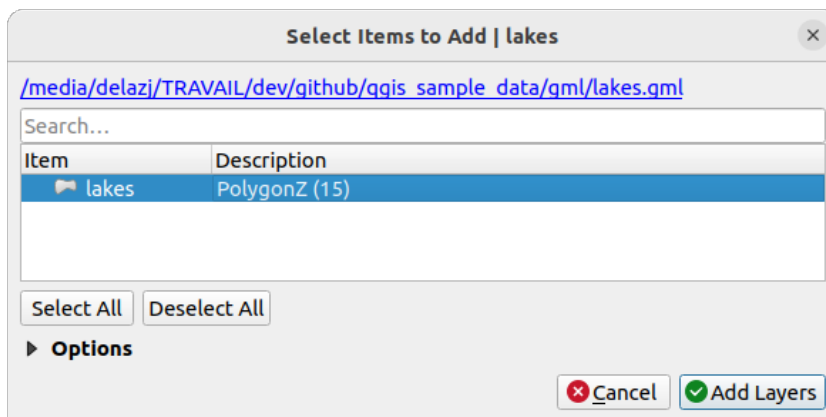 Select Items to Add | lakes
/media/delazj/TRAVAIL/dev/github/qgis_sample_data/gml/lakes.gml
Search…
Item Description
lakes PolygonZ (15)
Select All Deselect All
Options
Cancel Add Layers